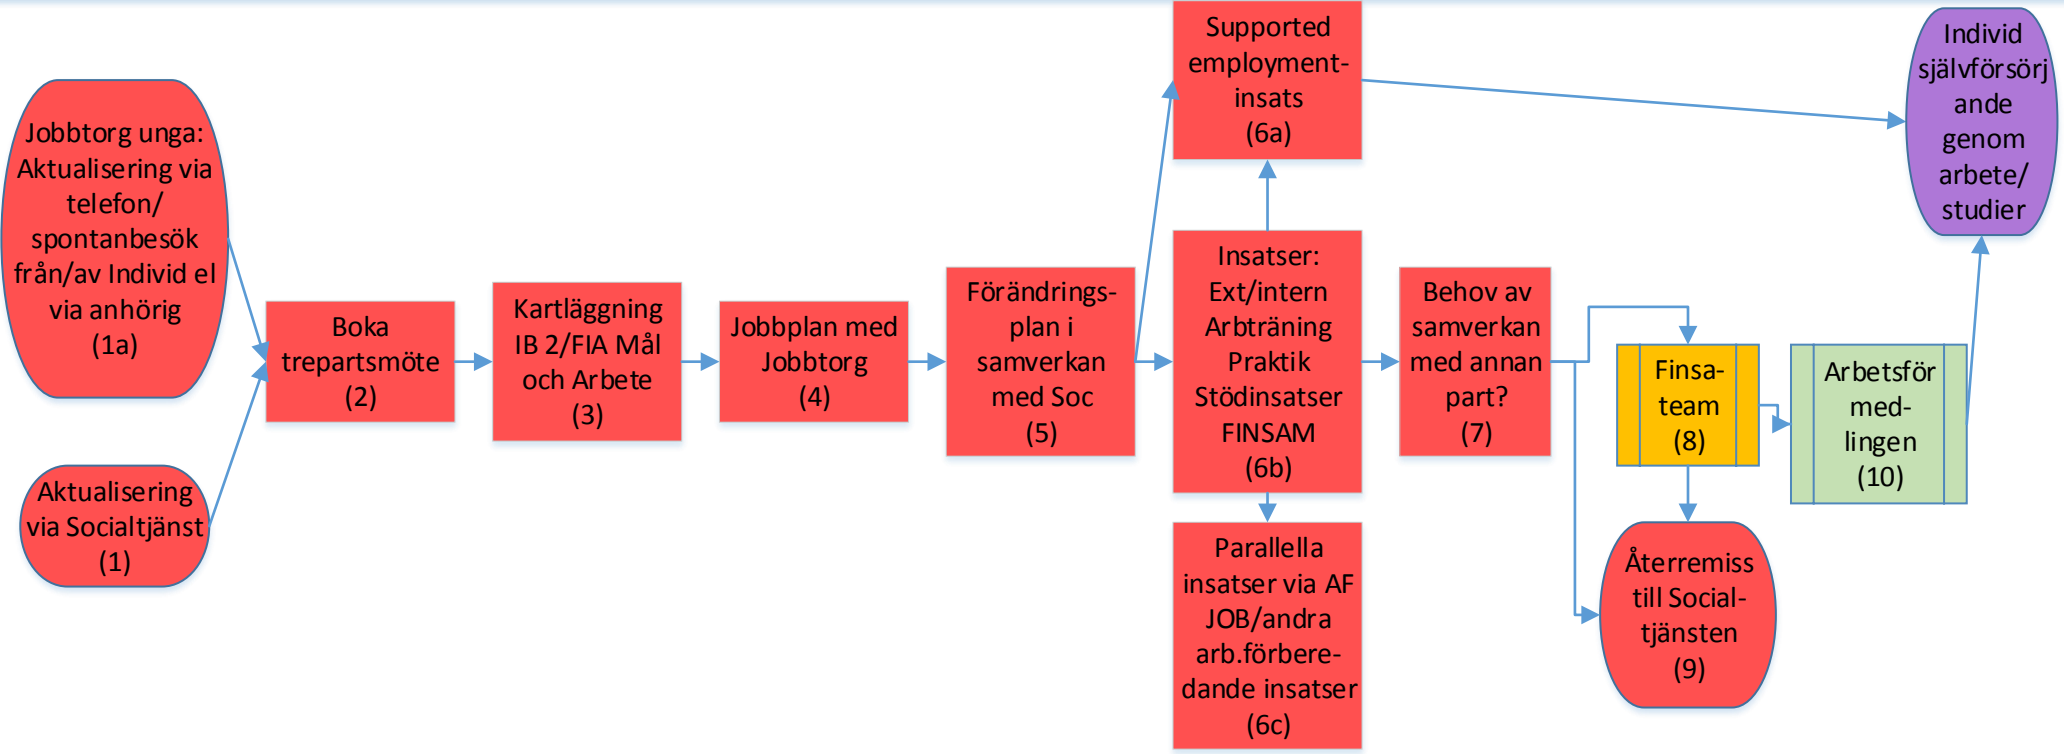 Jobbtorg unga:
Aktualisering via
telefon/
spontanbesök
från/av Individ el
via anhörig
(1a)
Aktualisering
via Socialtjänst
(1)
Boka
trepartsmöte
(2)
Kartläggning
IB 2/FIA Mål
och Arbete
(3)
Jobbplan med
Jobbtorg
(4)
Förändrings-
plan i
samverkan
med Soc
(5)
Supported
employment-
insats
(6a)
Insatser:
Ext/intern
Arbträning
Praktik
Stödinsatser
FINSAM
(6b)
Parallella
insatser via AF
JOB/andra
arb.förbere-
dande insatser
(6c)
Behov av
samverkan
med annan
part?
(7)
Finsa-
team
(8)
Återremiss
till Social-
tjänsten
(9)
Arbetsför
med-
lingen
(10)
Individ
självförsörj
ande
genom
arbete/
studier